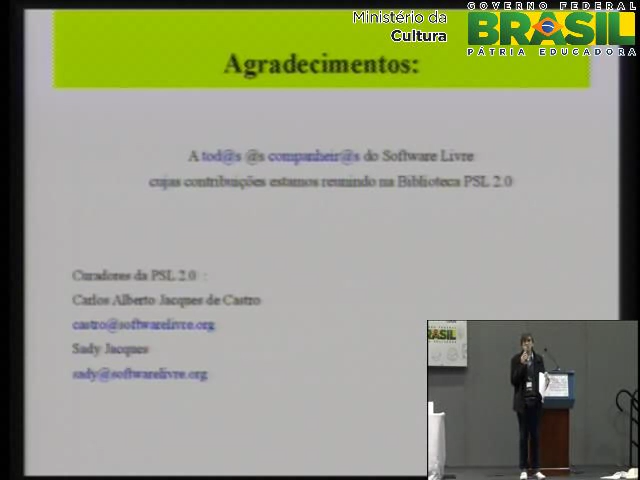 Ministério da
Cultura
GOVERNO FEDERAL
BRASIL
PÁTRIA EDUCADORA
Agradecimentos:
A tod@s @s companheir@s do Software Livre
cujas contribuições estamos reunindo na Biblioteca PSL 2.0
Curadores da PSL 2.0 :
Carlos Alberto Jacques de Castro
castro@softwarelivre.org
Sady Jacques
sady@softwarelivre.org
ASIL